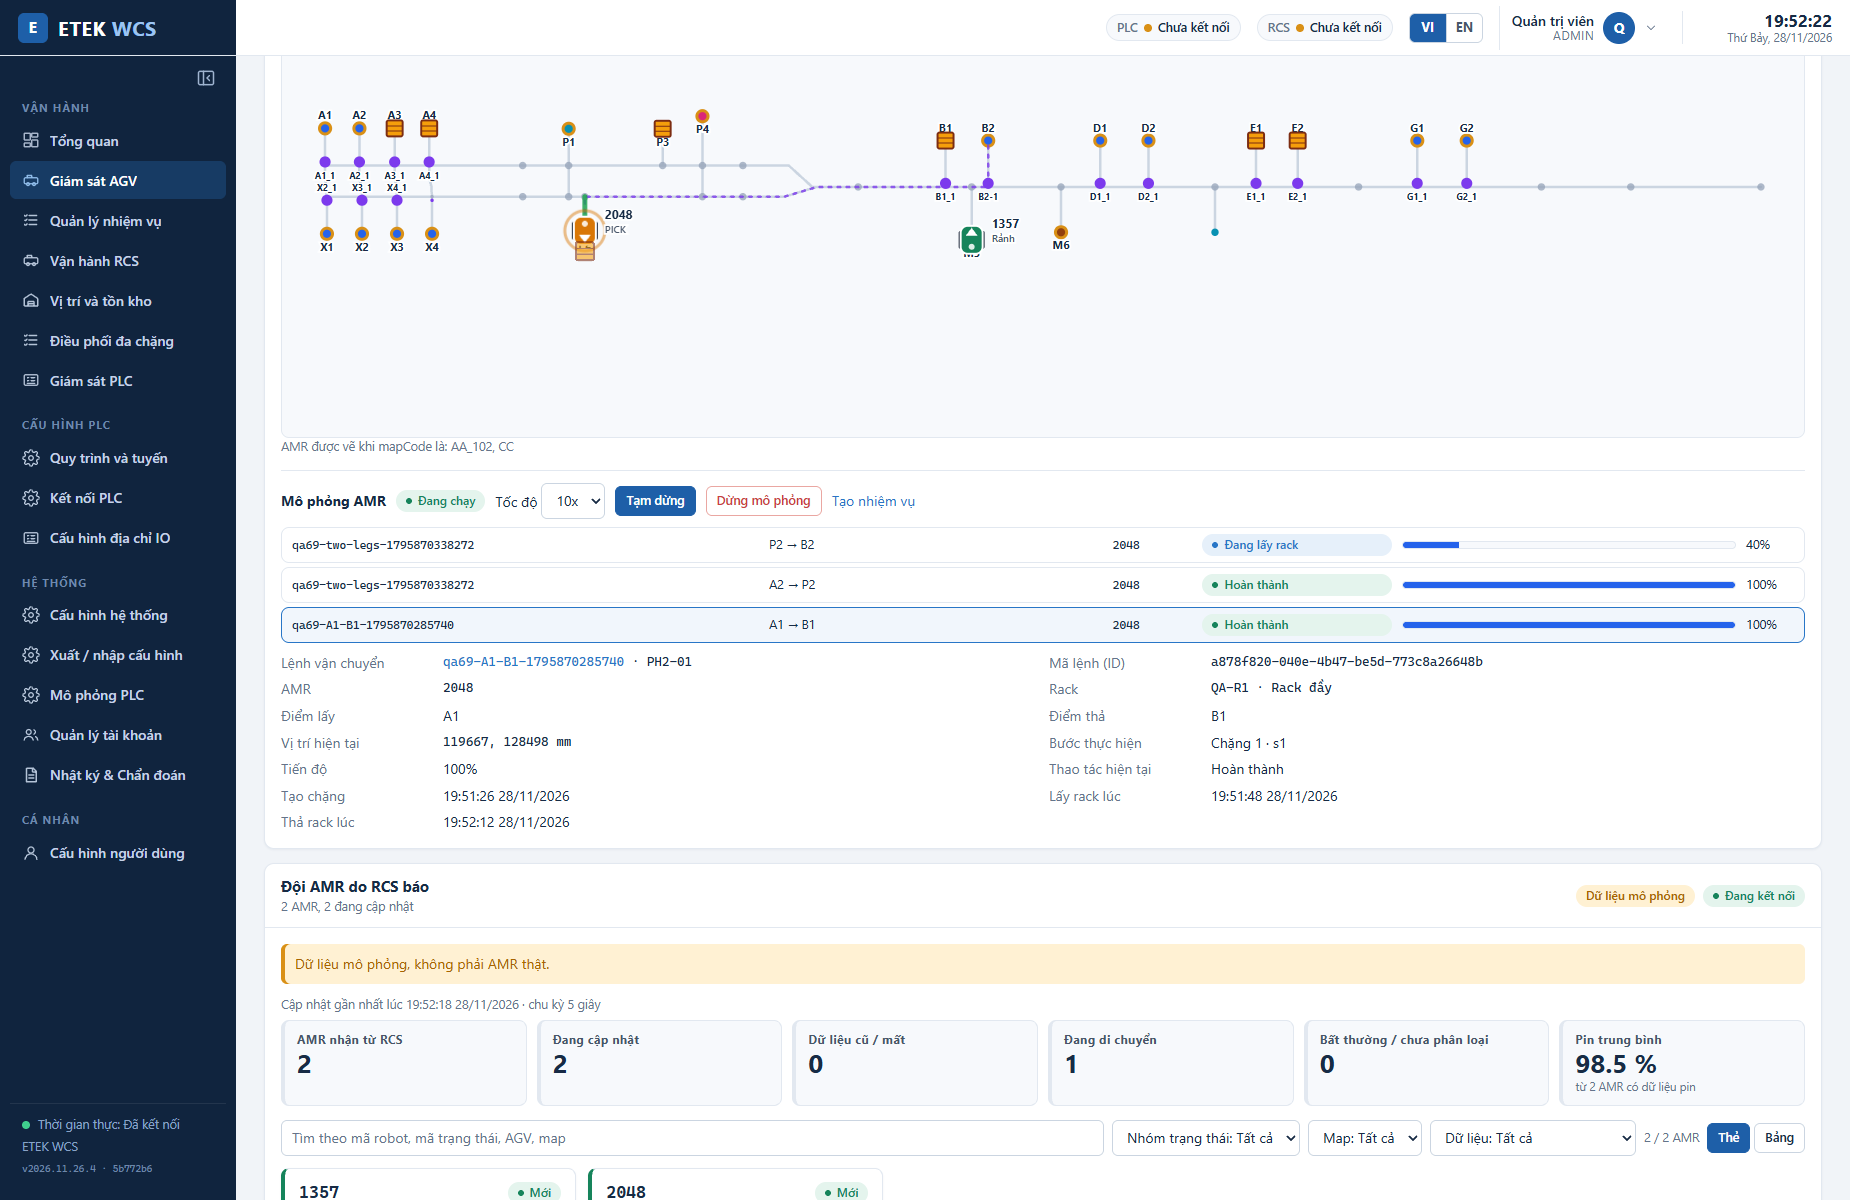 E ETEK WCS
PLC Chưa kết nối RCS Chưa kết nối VI EN Quản trị viên ADMIN Q 19:52:22 Thứ Bảy, 28/11/2026
VẬN HÀNH
Tổng quan
Giám sát AGV
Quản lý nhiệm vụ
Vận hành RCS
Vị trí và tồn kho
Điều phối đa chặng
Giám sát PLC
CẤU HÌNH PLC
Quy trình và tuyến
Kết nối PLC
Cấu hình địa chỉ IO
HỆ THỐNG
Cấu hình hệ thống
Xuất / nhập cấu hình
Mô phỏng PLC
Quản lý tài khoản
Nhật ký & Chẩn đoán
CÁ NHÂN
Cấu hình người dùng
Thời gian thực: Đã kết nối
ETEK WCS
v2026.11.26.4 · 5b772b6
A1 A2 A3 A4
P1 P3 P4 B1 B2 D1 D2 E1 E2 G1 G2
A1_1 A2_1 A3_1 A4_1
X2_1 X3_1 X4_1
B1_1 B2-1 D1_1 D2_1 E1_1 E2_1 G1_1 G2_1
X1 X2 X3 X4
2048
PICK
1357
Rảnh
M6
AMR được vẽ khi mapCode là: AA_102, CC
Mô phỏng AMR Đang chạy Tốc độ 10x Tạm dừng Dừng mô phỏng Tạo nhiệm vụ
qa69-two-legs-1795870338272 P2 → B2 2048 Đang lấy rack 40%
qa69-two-legs-1795870338272 A2 → P2 2048 Hoàn thành 100%
qa69-A1-B1-1795870285740 A1 → B1 2048 Hoàn thành 100%
Lệnh vận chuyển qa69-A1-B1-1795870285740 · PH2-01 Mã lệnh (ID) a878f820-040e-4b47-be5d-773c8a26648b
AMR 2048 Rack QA-R1 · Rack đầy
Điểm lấy A1 Điểm thả B1
Vị trí hiện tại 119667, 128498 mm Bước thực hiện Chặng 1 · s1
Tiến độ 100% Thao tác hiện tại Hoàn thành
Tạo chặng 19:51:26 28/11/2026 Lấy rack lúc 19:51:48 28/11/2026
Thả rack lúc 19:52:12 28/11/2026
Đội AMR do RCS báo
2 AMR, 2 đang cập nhật
Dữ liệu mô phỏng Đang kết nối
Dữ liệu mô phỏng, không phải AMR thật.
Cập nhật gần nhất lúc 19:52:18 28/11/2026 · chu kỳ 5 giây
AMR nhận từ RCS Đang cập nhật Dữ liệu cũ / mất Đang di chuyển Bất thường / chưa phân loại Pin trung bình
2 2 0 1 0 98.5 %
từ 2 AMR có dữ liệu pin
Tìm theo mã robot, mã trạng thái, AGV, map Nhóm trạng thái: Tất cả Map: Tất cả Dữ liệu: Tất cả 2 / 2 AMR Thẻ Bảng
1357 Mới 2048 Mới